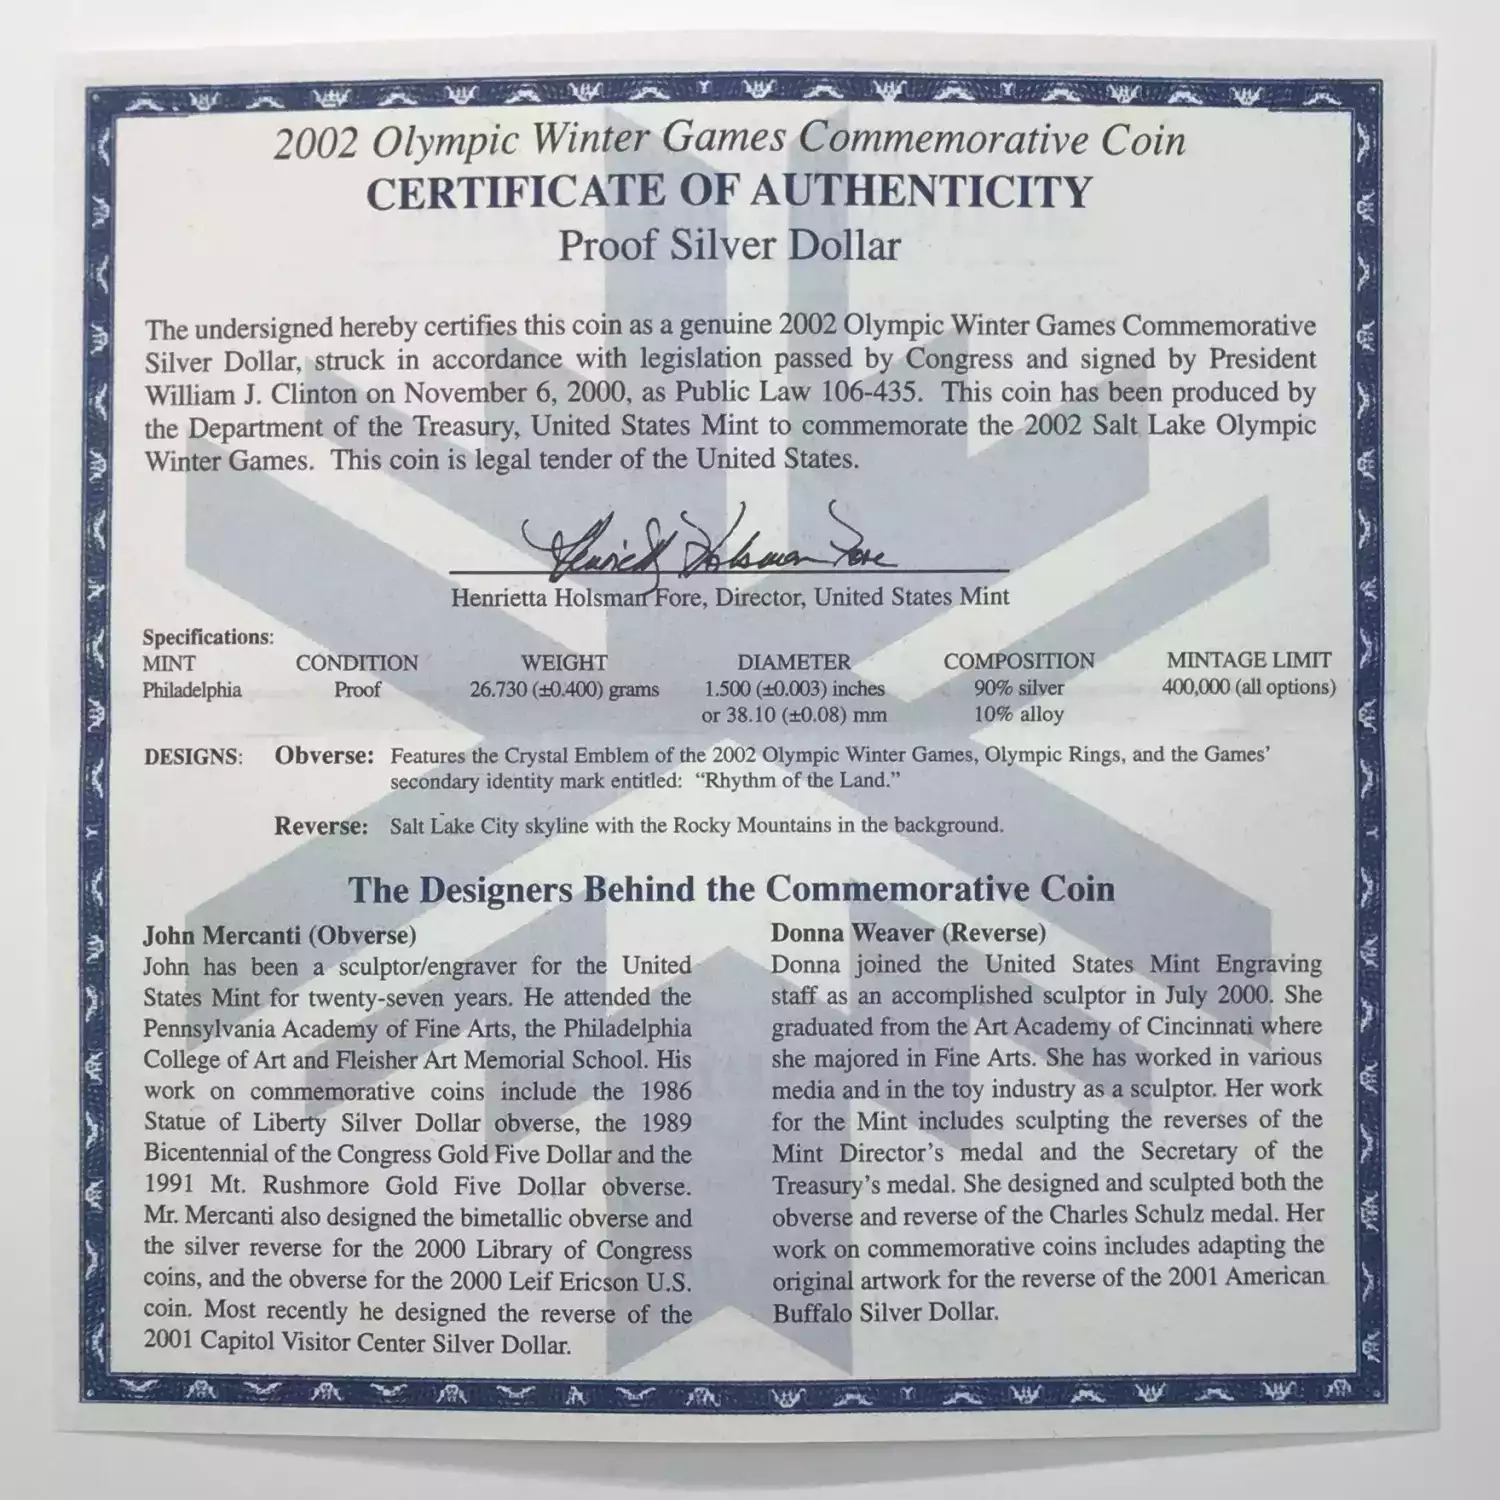 2002 Olympic Winter Games Commemorative Coin
CERTIFICATE OF AUTHENTICITY
Proof Silver Dollar
The undersigned hereby certifies this coin as a genuine 2002 Olympic Winter Games Commemorative
Silver Dollar, struck in accordance with legislation passed by Congress and signed by President
William J. Clinton on November 6, 2000, as Public Law 106-435. This coin has been produced by
the Department of the Treasury, United States Mint to commemorate the 2002 Salt Lake Olympic
Winter Games. This coin is legal tender of the United States.
Henrietta Holsman Fore
Henrietta Holsman Fore, Director, United States Mint
Specifications:
MINT CONDITION WEIGHT DIAMETER COMPOSITION MINTAGE LIMIT
Philadelphia Proof 26.730 (±0.400) grams 1.500 (±0.003) inches 90% silver 400,000 (all options)
or 38.10 (±0.08) mm 10% alloy
DESIGNS: Obverse: Features the Crystal Emblem of the 2002 Olympic Winter Games, Olympic Rings, and the Games'
secondary identity mark entitled: “Rhythm of the Land.”
Reverse: Salt Lake City skyline with the Rocky Mountains in the background.
The Designers Behind the Commemorative Coin
John Mercanti (Obverse)
John has been a sculptor/engraver for the United
States Mint for twenty-seven years. He attended the
Pennsylvania Academy of Fine Arts, the Philadelphia
College of Art and Fleisher Art Memorial School. His
work on commemorative coins include the 1986
Statue of Liberty Silver Dollar obverse, the 1989
Bicentennial of the Congress Gold Five Dollar and the
1991 Mt. Rushmore Gold Five Dollar obverse.
Mr. Mercanti also designed the bimetallic obverse and
the silver reverse for the 2000 Library of Congress
coins, and the obverse for the 2000 Leif Ericson U.S.
coin. Most recently he designed the reverse of the
2001 Capitol Visitor Center Silver Dollar.
Donna Weaver (Reverse)
Donna joined the United States Mint Engraving
staff as an accomplished sculptor in July 2000. She
graduated from the Art Academy of Cincinnati where
she majored in Fine Arts. She has worked in various
media and in the toy industry as a sculptor. Her work
for the Mint includes sculpting the reverses of the
Mint Director's medal and the Secretary of the
Treasury's medal. She designed and sculpted both the
obverse and reverse of the Charles Schulz medal. Her
work on commemorative coins includes adapting the
original artwork for the reverse of the 2001 American
Buffalo Silver Dollar.